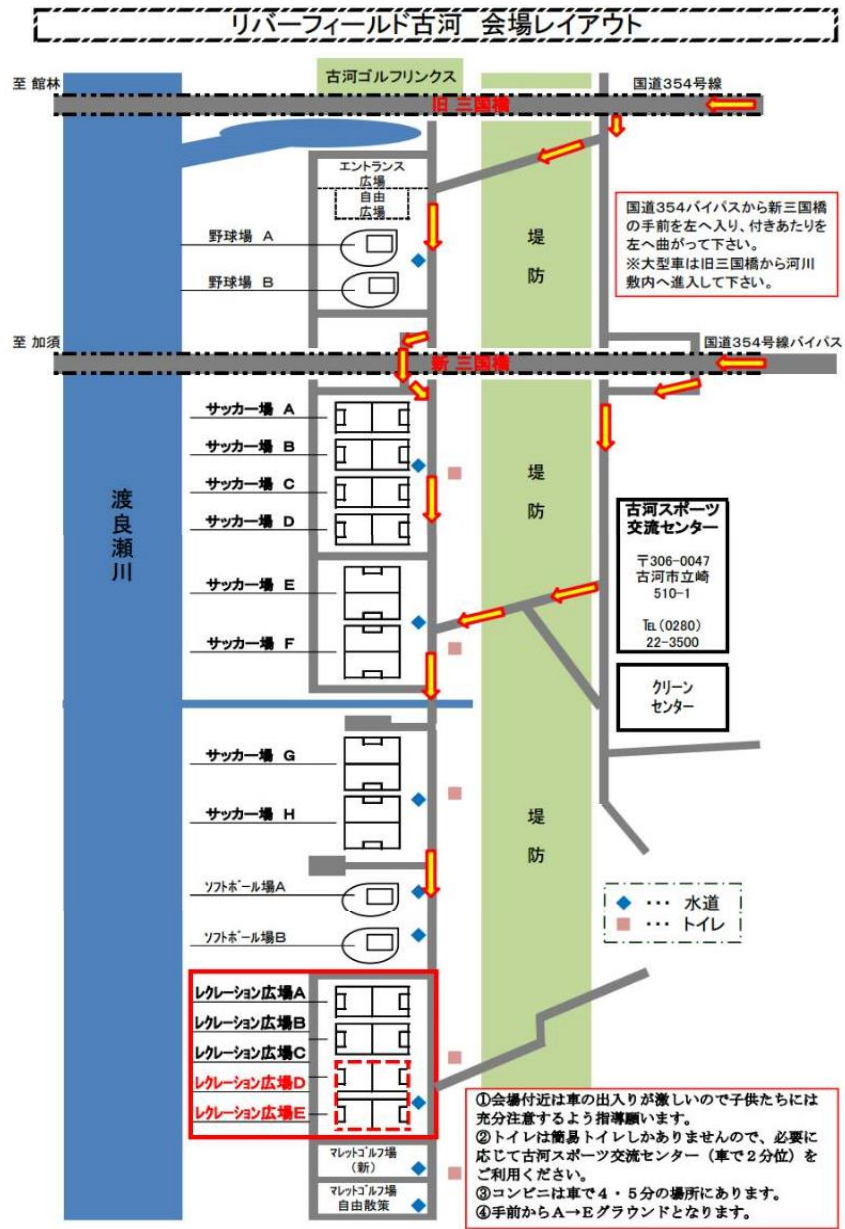 リバーフィールド古河 会場レイアウト
古河ゴルフリンクス
至 館林
国道354号線
旧 三国橋
エントランス
広場
自由
広場
野球場 A
野球場 B
堤
防
国道354バイパスから新三国橋
の手前を左へ入り、付きあたりを
左へ曲がって下さい。
※大型車は旧三国橋から河川
敷内へ進入して下さい。
至 加須
国道354号線バイパス
新 三国橋
サッカー場 A
サッカー場 B
サッカー場 C
サッカー場 D
渡
良
瀬
川
堤
防
古河スポーツ
交流センター
〒306-0047
古河市立崎
510-1
℡(0280)
22-3500
サッカー場 E
サッカー場 F
クリーン
センター
サッカー場 G
サッカー場 H
堤
防
ソフトボール場A
ソフトボール場B
◆ ・・・ 水道
■ ・・・ トイレ
レクレーション広場A
レクレーション広場B
レクレーション広場C
レクレーション広場D
レクレーション広場E
マレットゴルフ場
(新)
マレットゴルフ場
自由散策
①会場付近は車の出入りが激しいので子供たちには
充分注意するよう指導願います。
②トイレは簡易トイレしかありませんので、必要に
応じて古河スポーツ交流センター（車で２分位）を
ご利用ください。
③コンビニは車で４・５分の場所にあります。
④手前からA→Eグラウンドとなります。